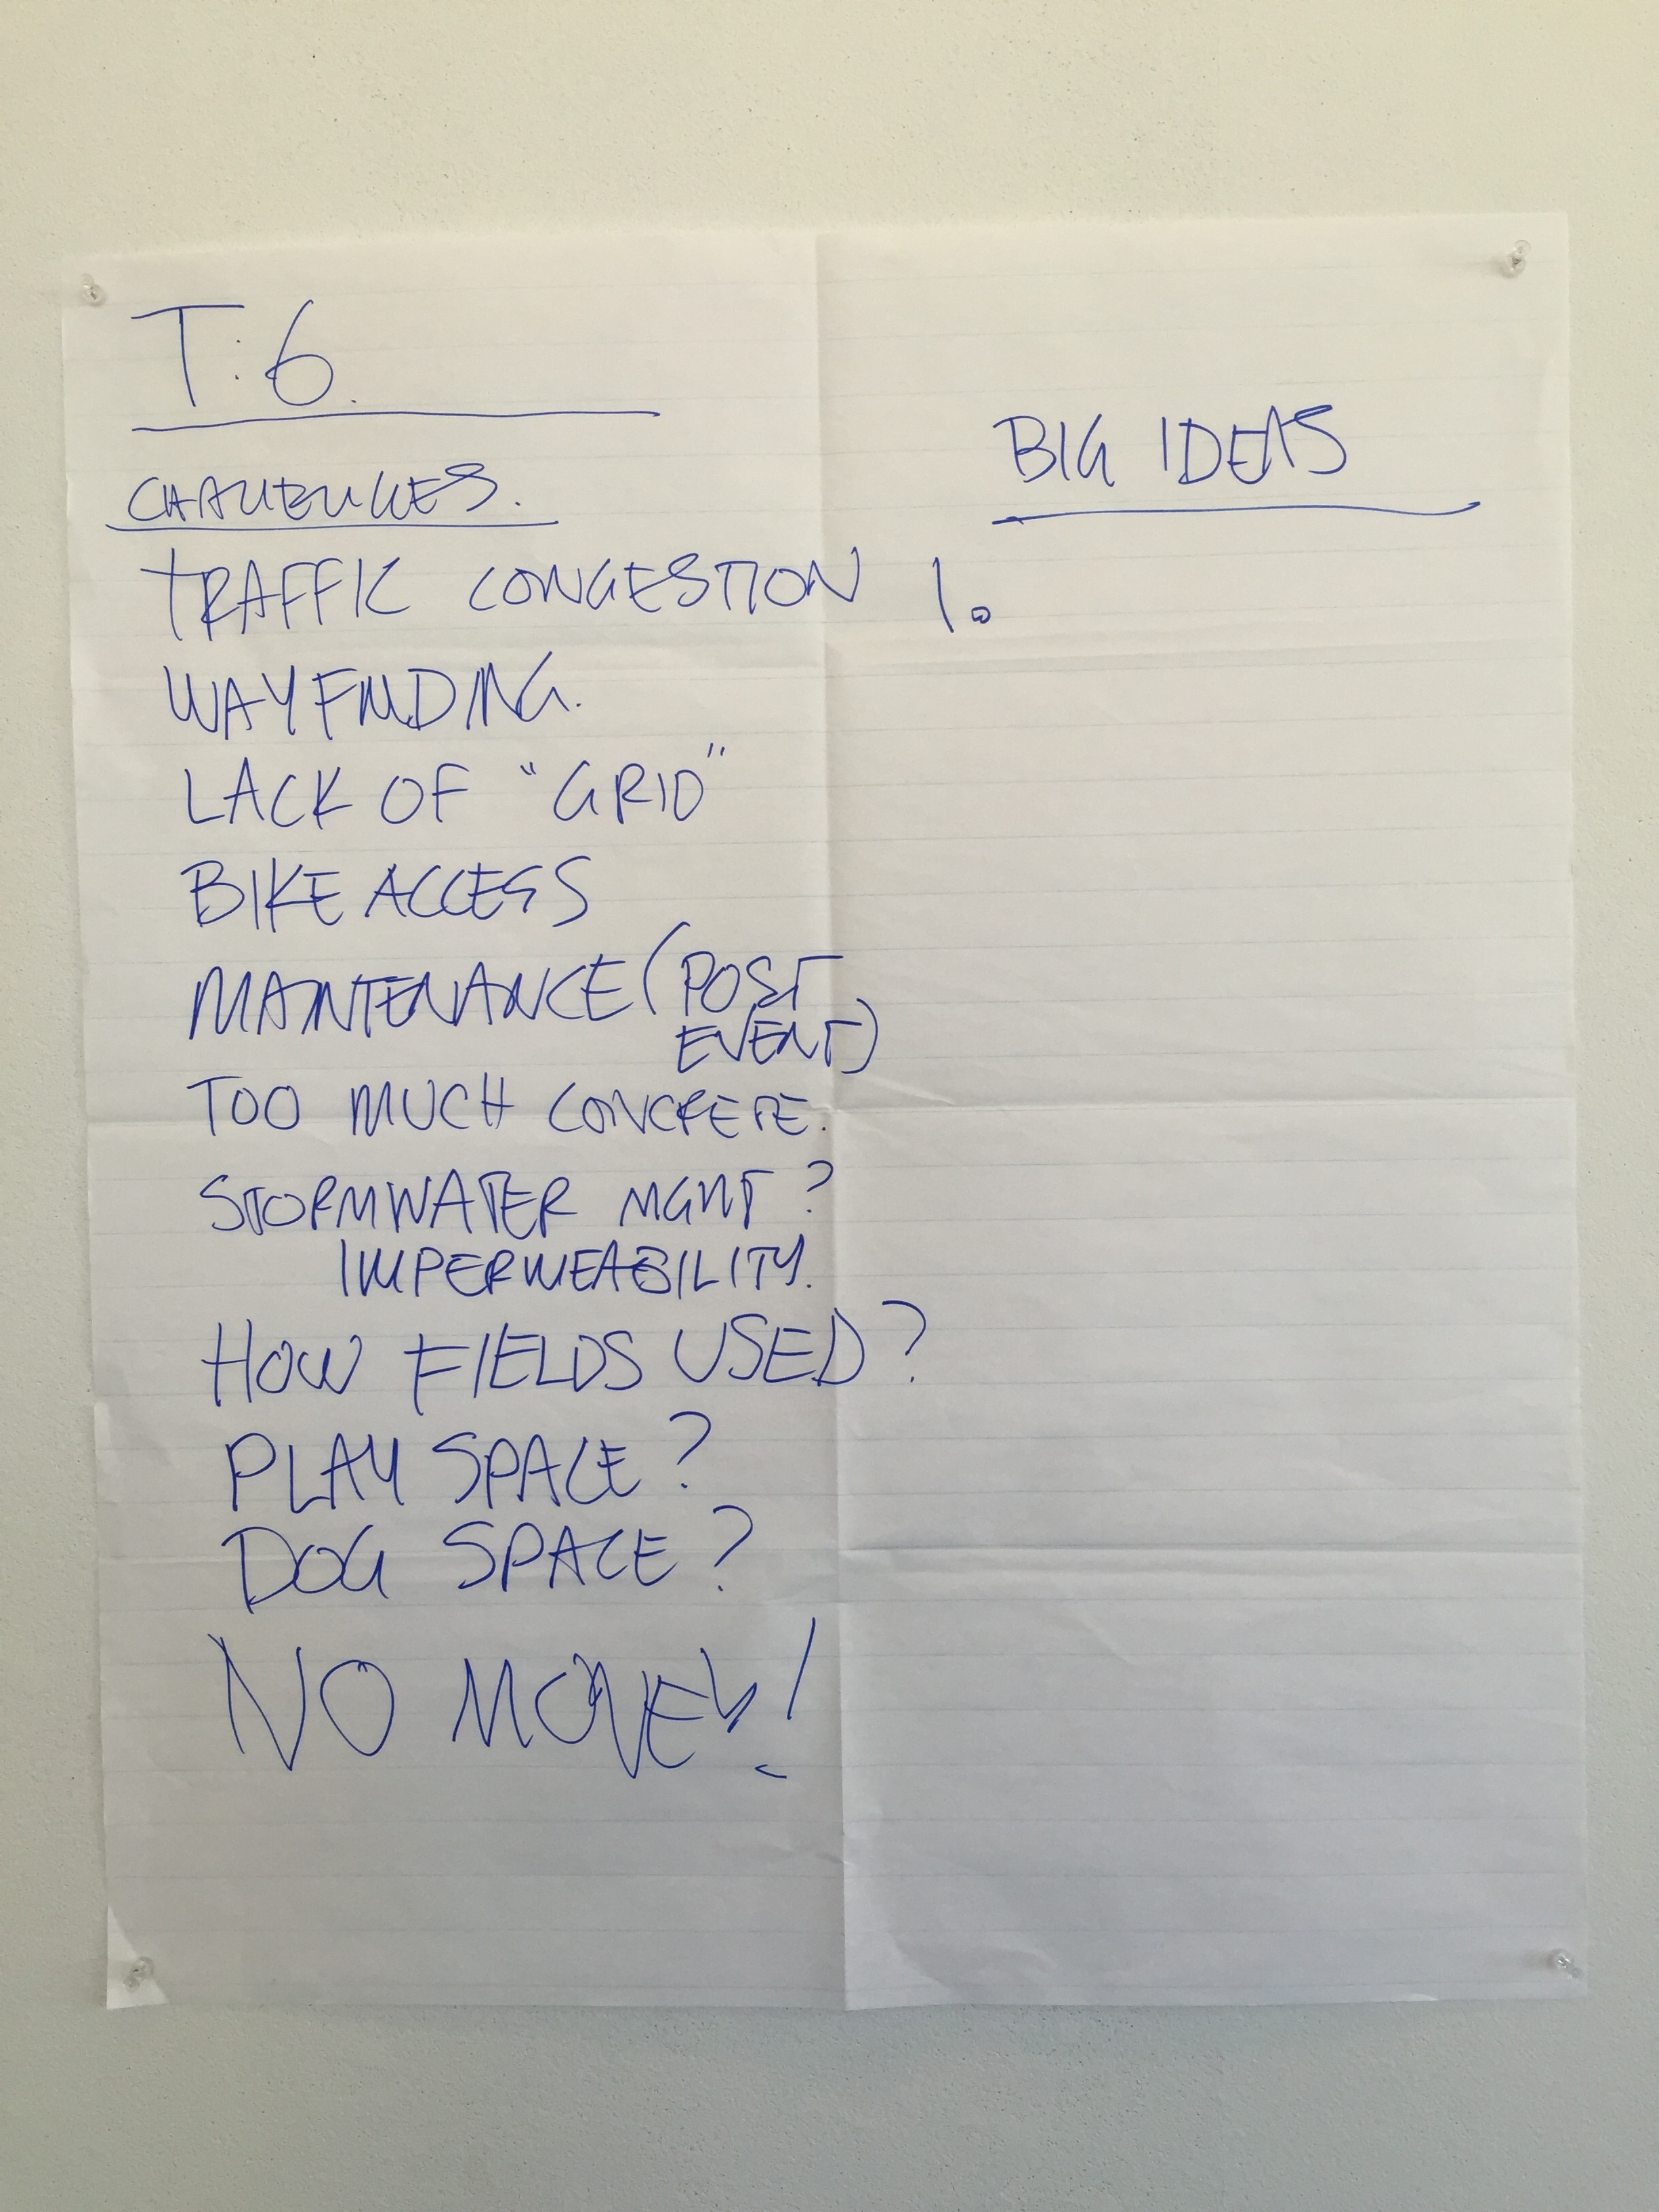 T:6.
CHALLENGES.
TRAFFIC CONGESTION
WAYFINDING.
LACK OF "GRID"
BIKE ACCESS
MAINTENANCE (POST
EVENT)
TOO MUCH CONCRETE.
STORMWATER MGMT?
IMPERMEABILITY.
HOW FIELDS USED?
PLAY SPACE?
DOG SPACE?
NO MONEY!
BIG IDEAS
1.